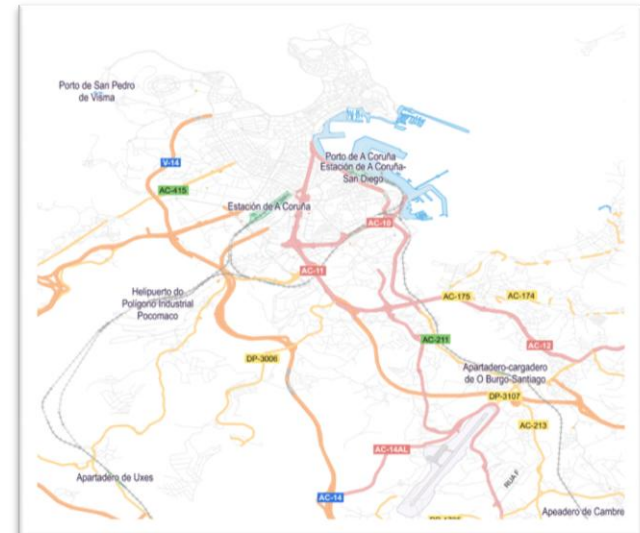 Porto de San Pedro
de Visma
Porto de A Coruña
Estación de A Coruña-
San Diego
V-14
AC-415
Estación de A Coruña
AC-10
AC-11
Helipuerto do
Polígono Industrial
Pocomaco
AC-175
AC-174
AC-211
AC-12
DP-3006
Apartadero-cargadero
de O Burgo-Santiago
DP-3107
AC-213
AC-14AL
Apartadero de Uxes
RUA F
AC-14
Apeadero de Cambre